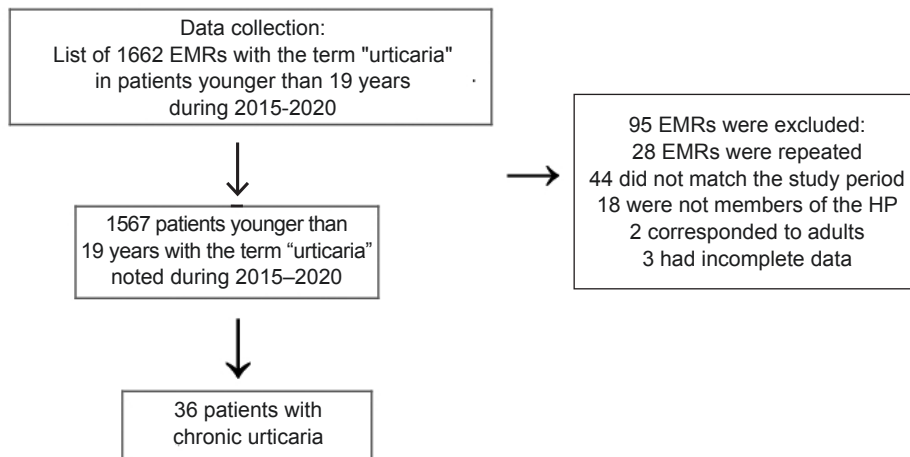 Data collection:
List of 1662 EMRs with the term "urticaria"
in patients younger than 19 years
during 2015-2020
95 EMRs were excluded:
28 EMRs were repeated
44 did not match the study period
18 were not members of the HP
2 corresponded to adults
3 had incomplete data
1567 patients younger than
19 years with the term “urticaria”
noted during 2015–2020
36 patients with
chronic urticaria